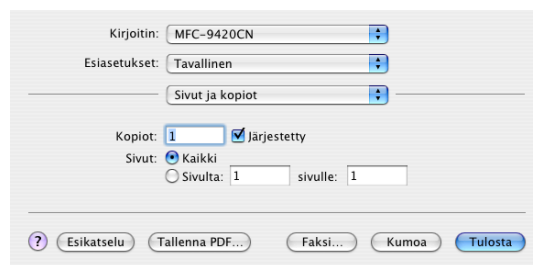 Kirjoitin: MFC-9420CN
Esiasetukset: Tavallinen
Sivut ja kopiot
Kopiot: 1 Järjestetty
Sivut: Kaikki
Sivulta: 1 sivulle: 1
? Esikatselu Tallenna PDF... Faksi... Kumoa Tulosta